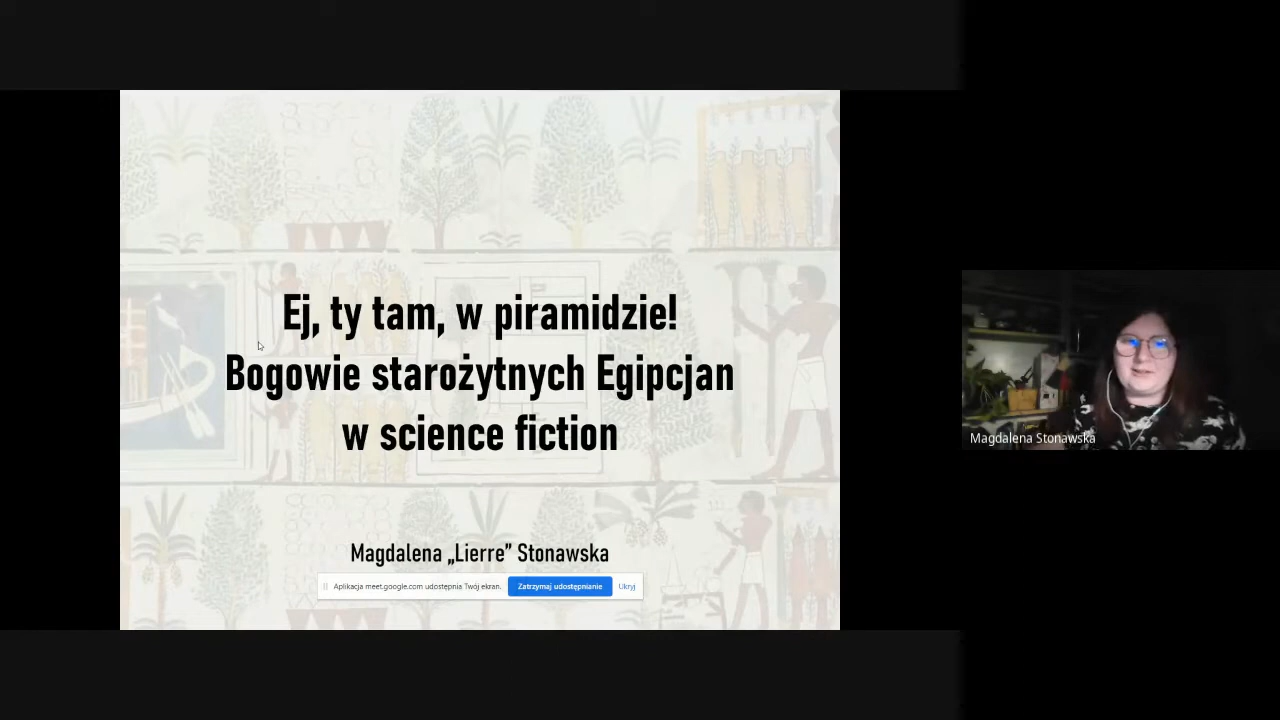 Ej, ty tam, w piramidzie!
Bogowie starożytnych Egipcjan
w science fiction
Magdalena „Lierre” Stonawska
Aplikacja meet.google.com udostępnia Twój ekran. Zatrzymaj udostępnianie Ukryj
Magdalena Stonawska